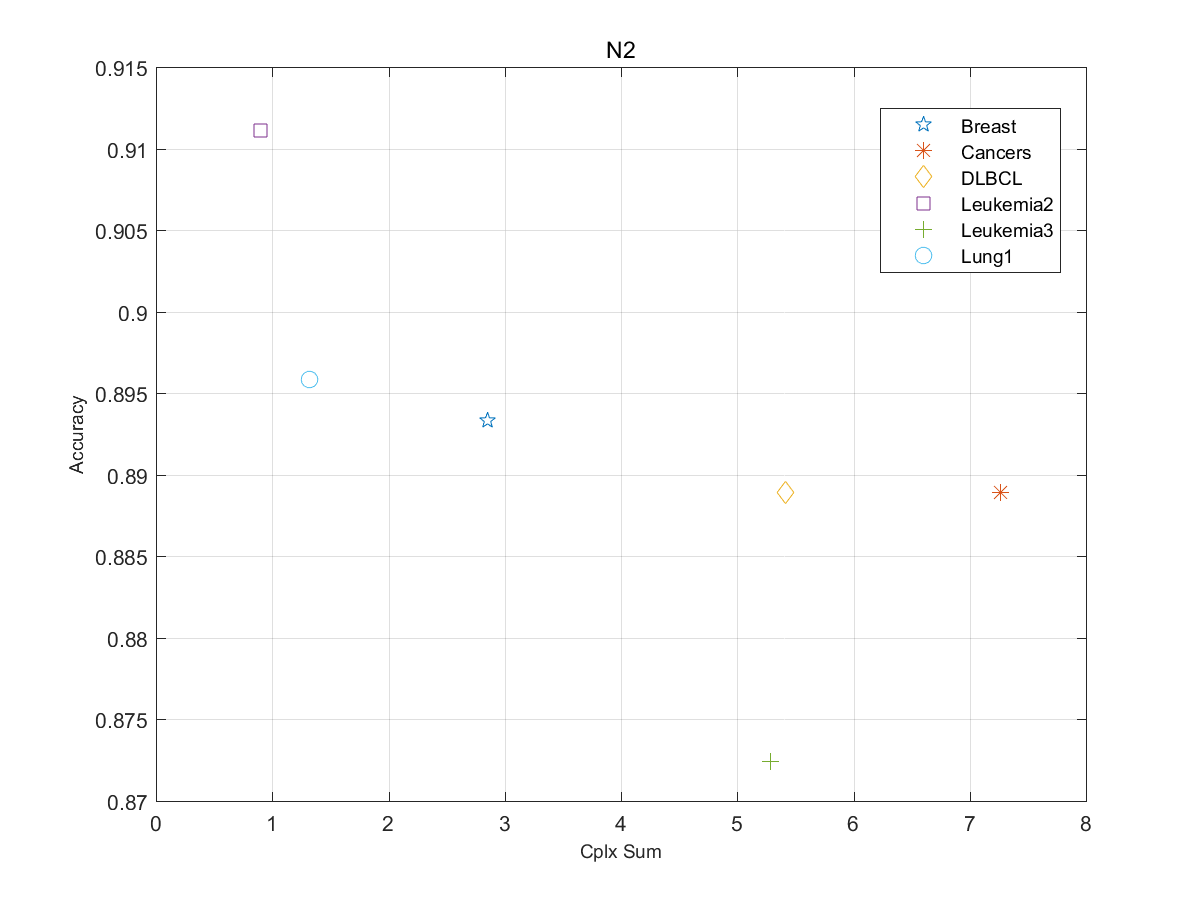 N2
0.915
0.91
0.905
0.9
0.895
0.89
0.885
0.88
0.875
0.87
Accuracy
Breast
Cancers
DLBCL
Leukemia2
Leukemia3
Lung1
0 1 2 3 4 5 6 7 8
Cplx Sum